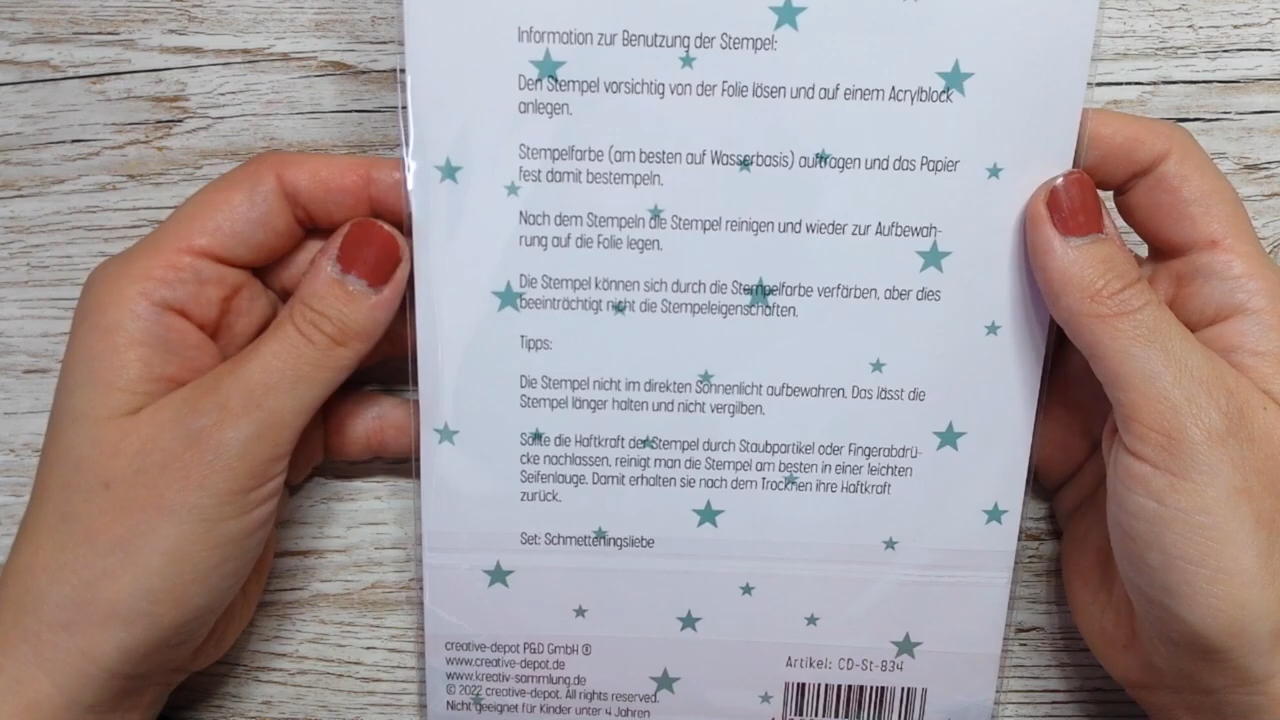 Information zur Benutzung der Stempel:
Den Stempel vorsichtig von der Folie lösen und auf einem Acrylblock
anlegen.
Stempelfarbe (am besten auf Wasserbasis) auftragen und das Papier
fest damit bestempeln.
Nach dem Stempeln die Stempel reinigen und wieder zur Aufbewah-
rung auf die Folie legen.
Die Stempel können sich durch die Stempelfarbe verfärben, aber dies
beeinträchtigt nicht die Stempeleigenschaften.
Tipps:
Die Stempel nicht im direkten Sonnenlicht aufbewahren. Das lässt die
Stempel länger halten und nicht vergilben.
Sollte die Haftkraft der Stempel durch Staubpartikel oder Fingerabdrü-
cke nachlassen, reinigt man die Stempel am besten in einer leichten
Seifenlauge. Damit erhalten sie nach dem Trocknen ihre Haftkraft
zurück.
Set: Schmetterlingsliebe
creative-depot P&D GmbH ®
www.creative-depot.de
www.kreativ-sammlung.de
© 2022 creative-depot. All rights reserved.
Nicht geeignet für Kinder unter 4 Jahren
Artikel: CD-St-834